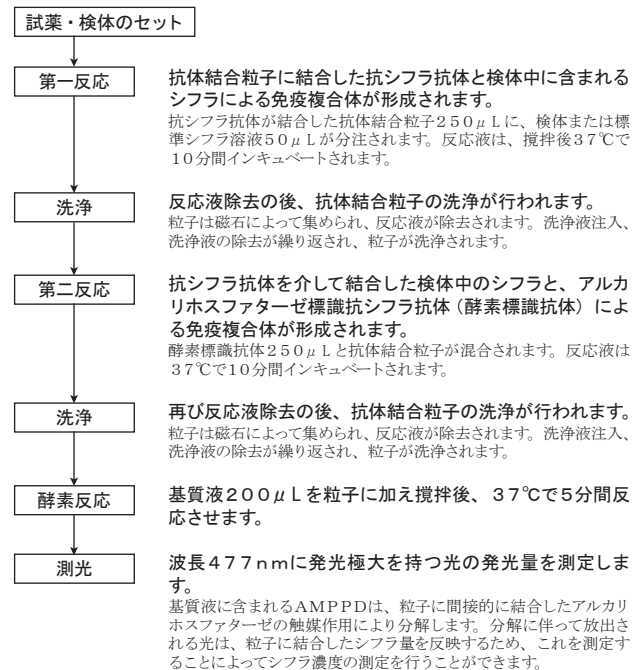 試薬・検体のセット
第一反応
抗体結合粒子に結合した抗シフラ抗体と検体中に含まれる
シフラによる免疫複合体が形成されます。
抗シフラ抗体が結合した抗体結合粒子250μLに、検体または標
準シフラ溶液50μLが分注されます。反応液は、撹拌後37℃で
10分間インキュベートされます。
洗浄
反応液除去の後、抗体結合粒子の洗浄が行われます。
粒子は磁石によって集められ、反応液が除去されます。洗浄液注入、
洗浄液の除去が繰り返され、粒子が洗浄されます。
第二反応
抗シフラ抗体を介して結合した検体中のシフラと、アルカ
リホスファターゼ標識抗シフラ抗体（酵素標識抗体）によ
る免疫複合体が形成されます。
酵素標識抗体250μLと抗体結合粒子が混合されます。反応液は
37℃で10分間インキュベートされます。
洗浄
再び反応液除去の後、抗体結合粒子の洗浄が行われます。
粒子は磁石によって集められ、反応液が除去されます。洗浄液注入、
洗浄液の除去が繰り返され、粒子が洗浄されます。
酵素反応
基質液200μLを粒子に加え撹拌後、37℃で5分間反
応させます。
測光
波長477nmに発光極大を持つ光の発光量を測定しま
す。
基質液に含まれるAMPPDは、粒子に間接的に結合したアルカリ
ホスファターゼの触媒作用により分解します。分解に伴って放出さ
れる光は、粒子に結合したシフラ量を反映するため、これを測定す
ることによってシフラ濃度の測定を行うことができます。